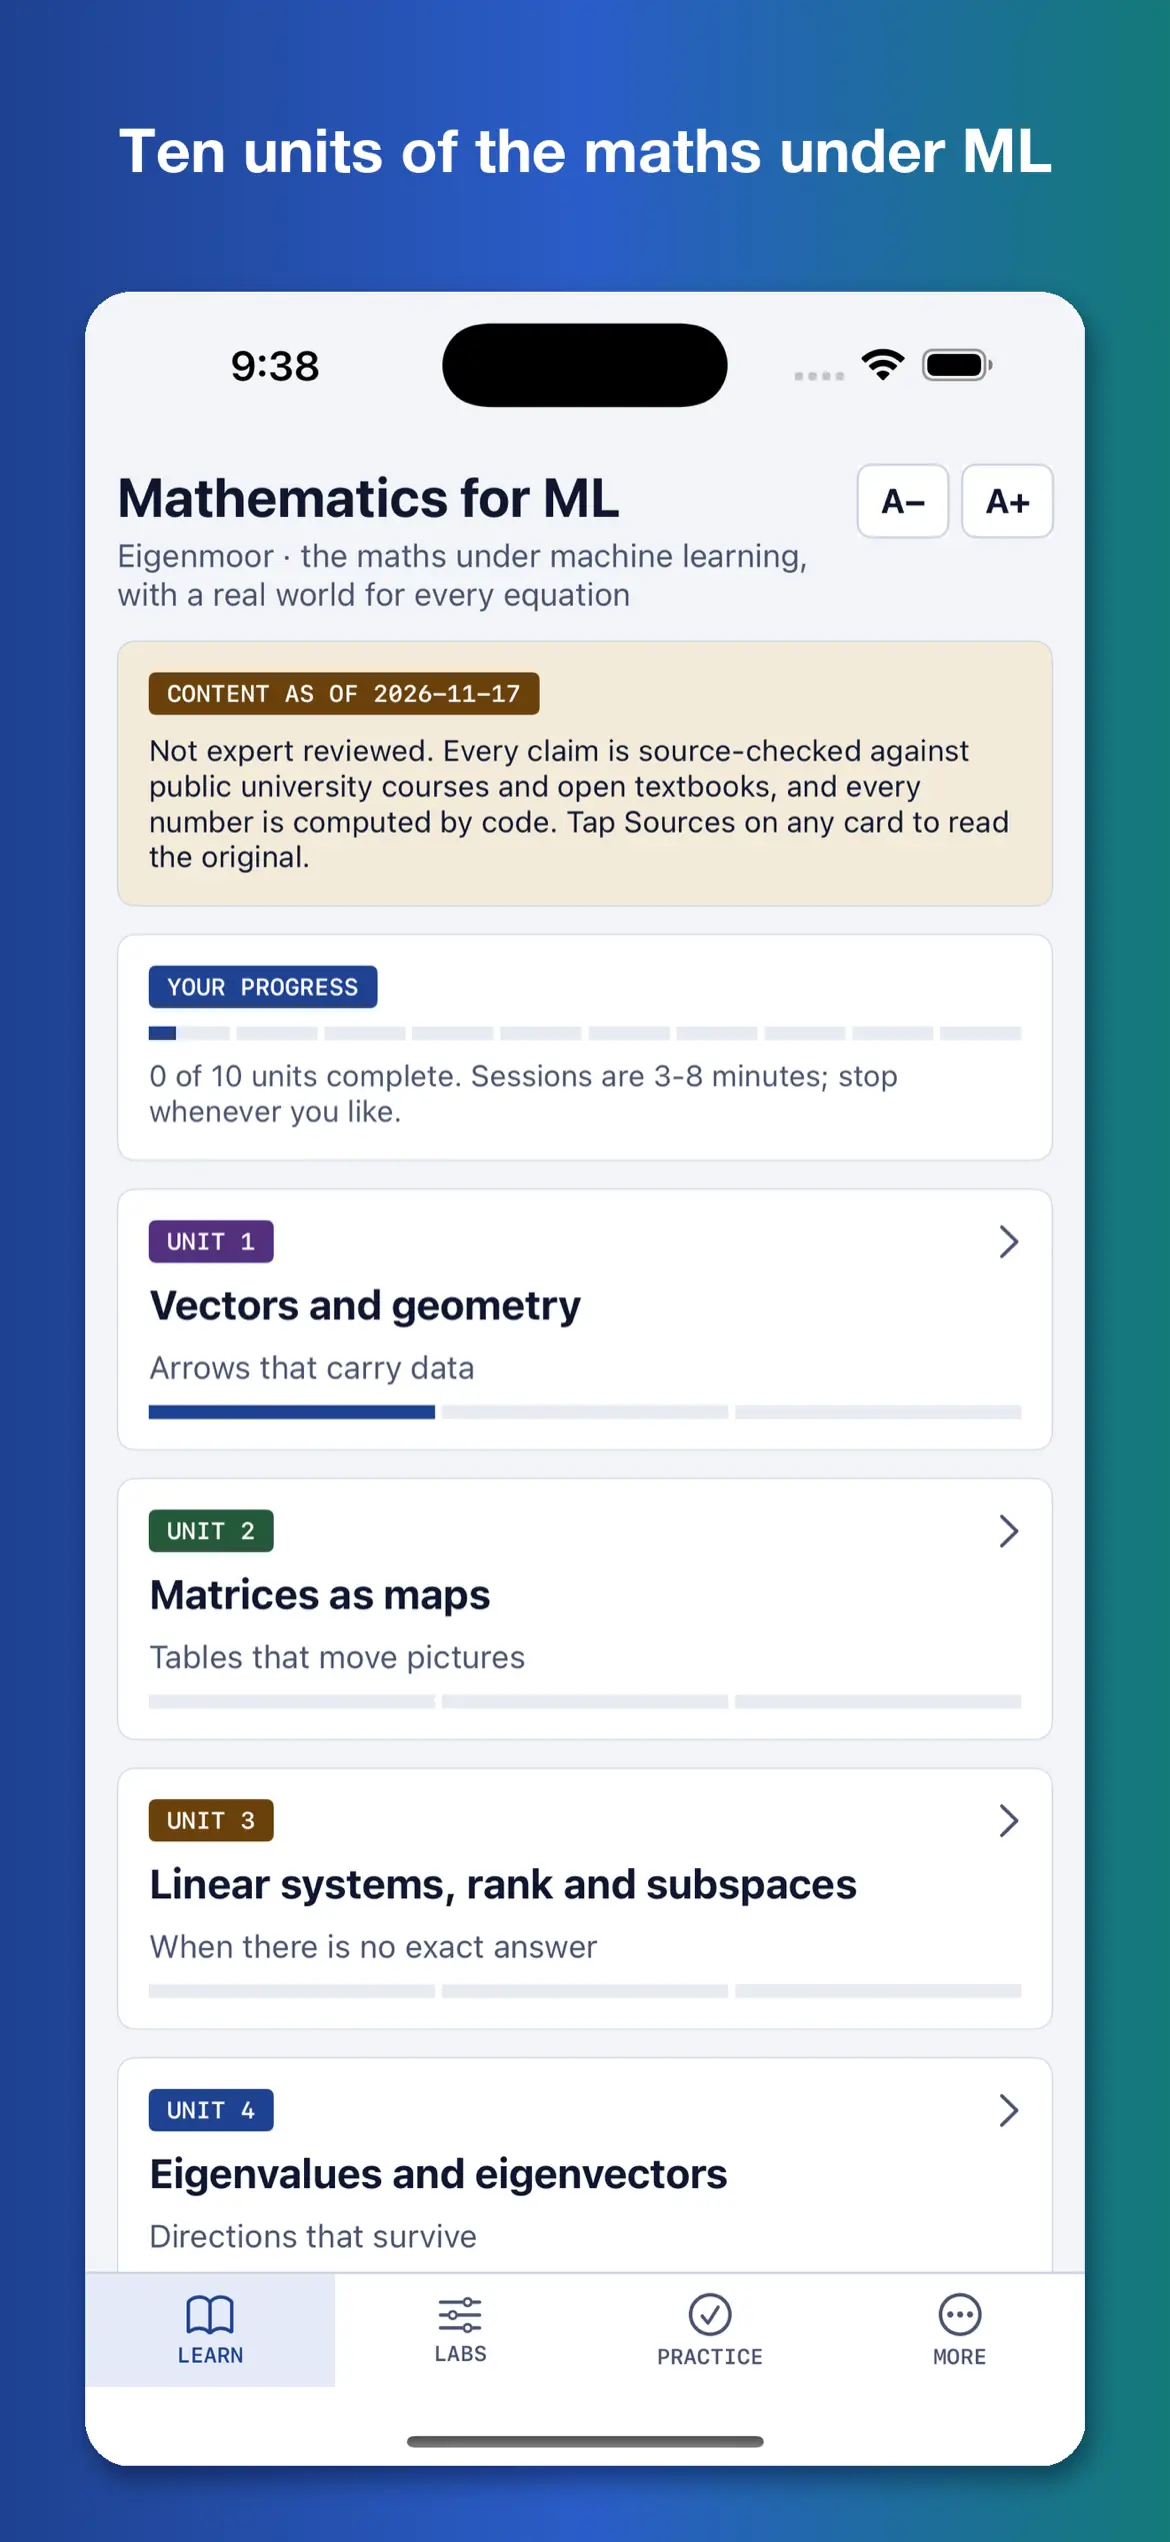 Ten units of the maths under ML
9:38
Mathematics for ML
A− A+
Eigenmoor · the maths under machine learning,
with a real world for every equation
CONTENT AS OF 2026-11-17
Not expert reviewed. Every claim is source-checked against
public university courses and open textbooks, and every
number is computed by code. Tap Sources on any card to read
the original.
YOUR PROGRESS
0 of 10 units complete. Sessions are 3-8 minutes; stop
whenever you like.
UNIT 1
Vectors and geometry
Arrows that carry data
UNIT 2
Matrices as maps
Tables that move pictures
UNIT 3
Linear systems, rank and subspaces
When there is no exact answer
UNIT 4
Eigenvalues and eigenvectors
Directions that survive
LEARN LABS PRACTICE MORE